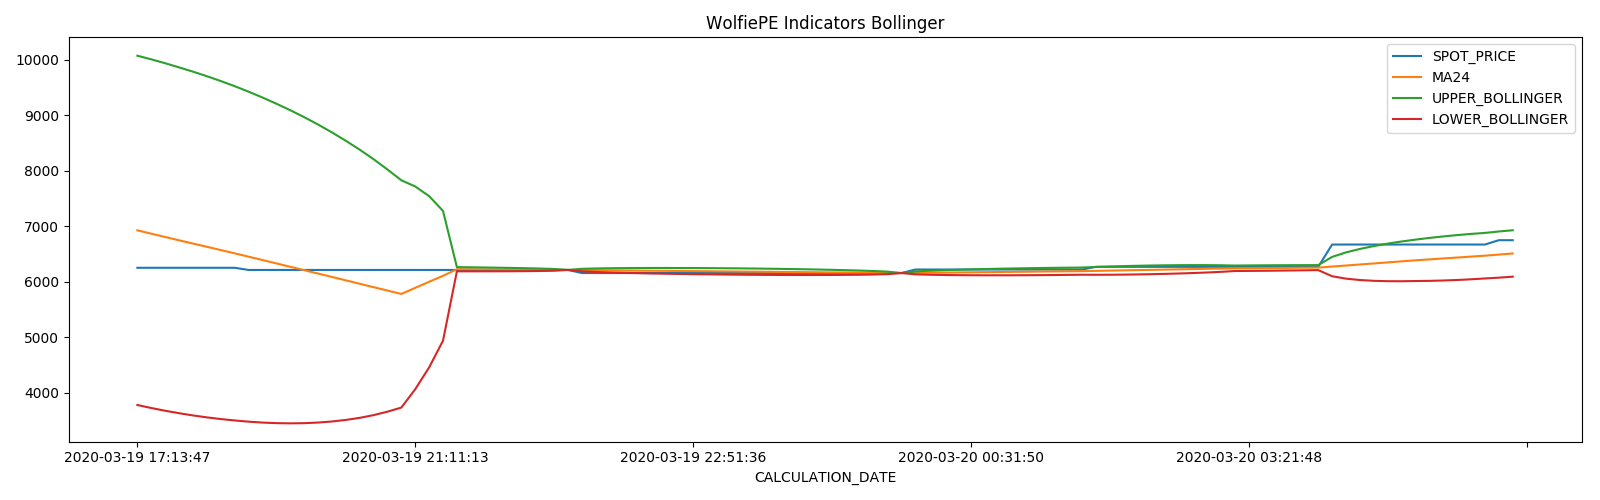 WolfiePE Indicators Bollinger
10000
9000
8000
7000
6000
5000
4000
SPOT_PRICE
MA24
UPPER_BOLLINGER
LOWER_BOLLINGER
2020-03-19 17:13:47
2020-03-19 21:11:13
2020-03-19 22:51:36
2020-03-20 00:31:50
2020-03-20 03:21:48
CALCULATION_DATE